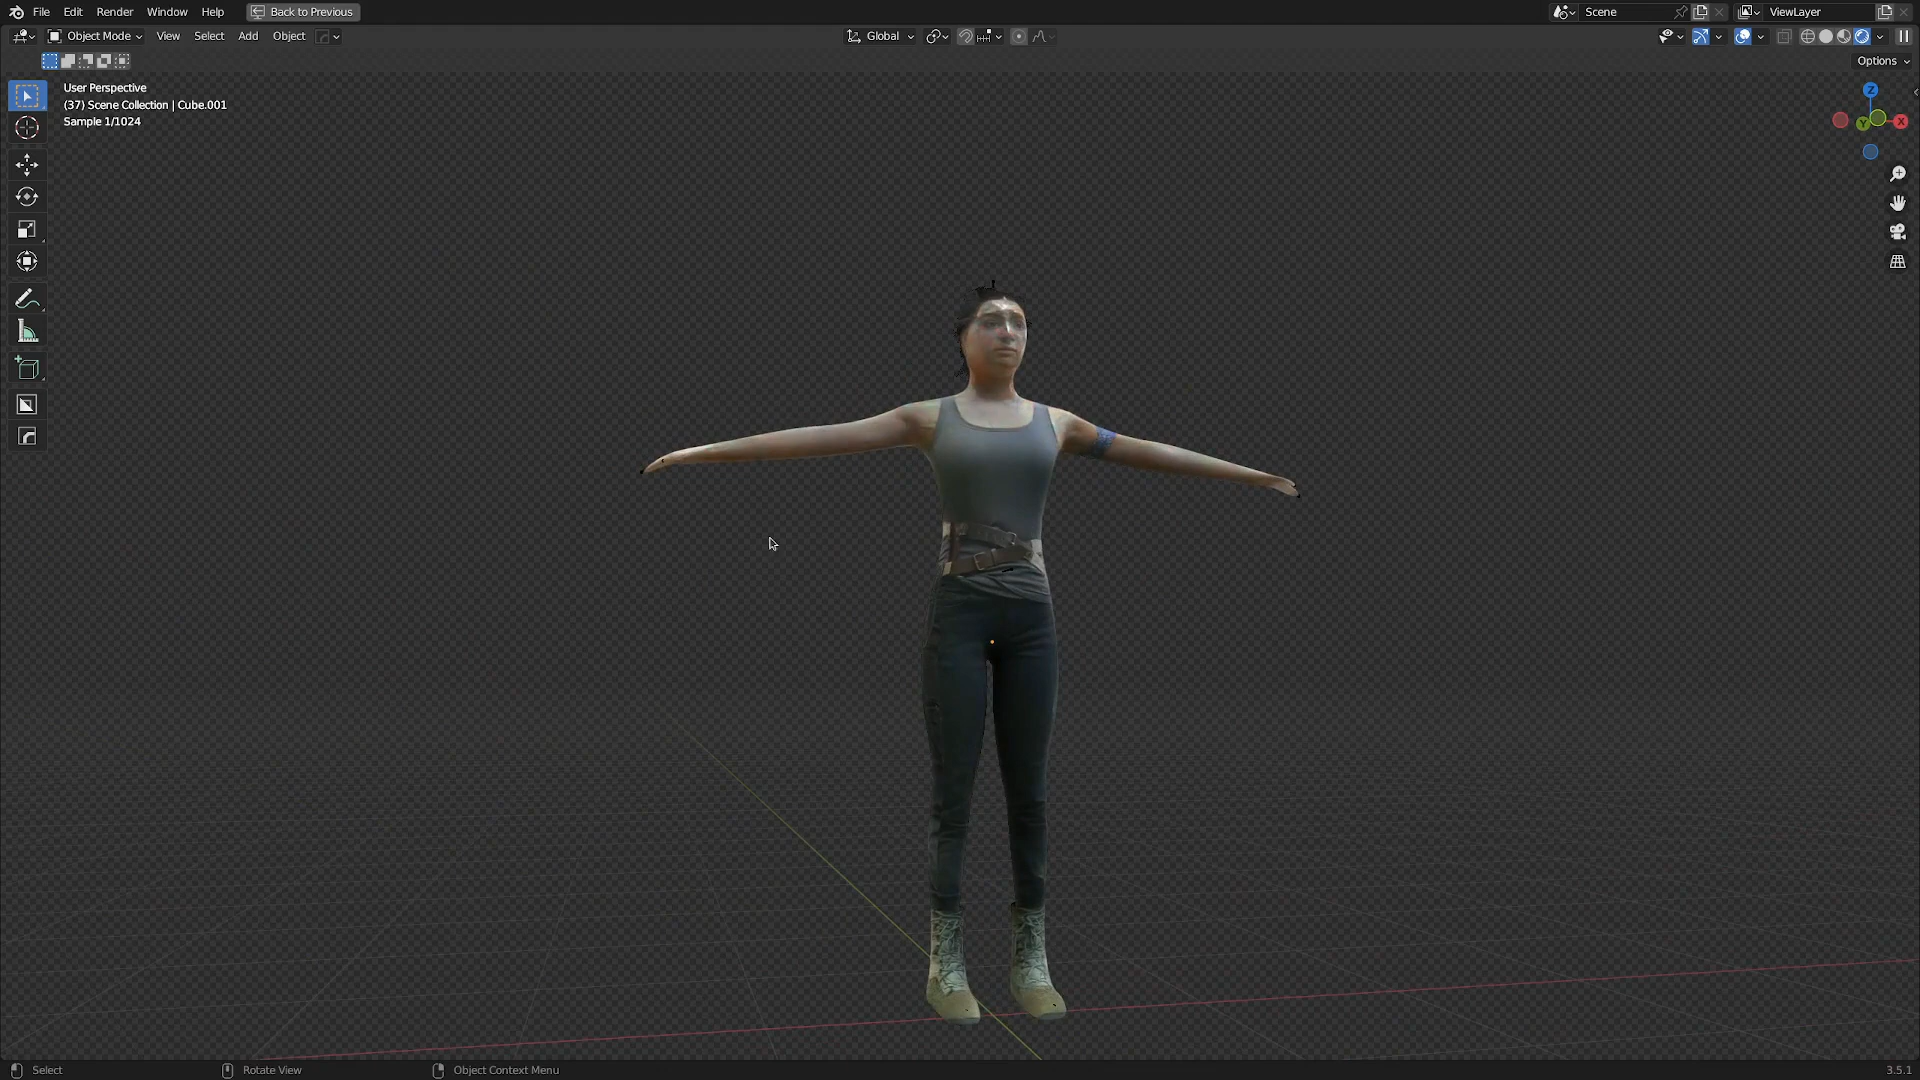 File Edit Render Window Help Back to Previous Scene ViewLayer
Object Mode View Select Add Object Global
Options
User Perspective
(37) Scene Collection | Cube.001
Sample 1/1024
Z
Y X
Select Rotate View Object Context Menu 3.5.1